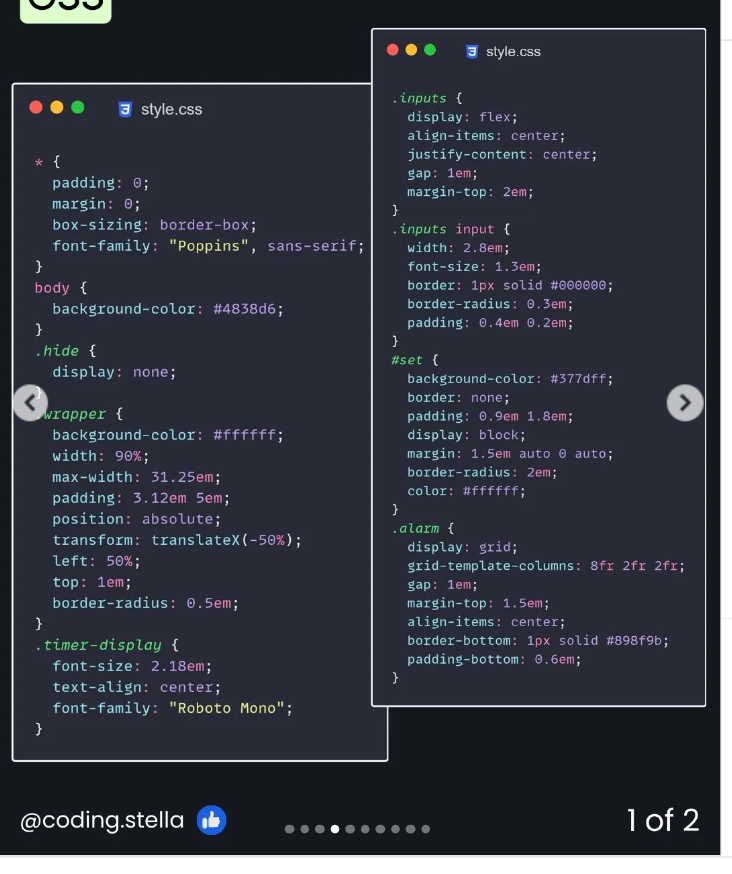 CSS
style.css
* {
  padding: 0;
  margin: 0;
  box-sizing: border-box;
  font-family: "Poppins", sans-serif;
}
body {
  background-color: #4838d6;
}
.hide {
  display: none;
}
.wrapper {
  background-color: #ffffff;
  width: 90%;
  max-width: 31.25em;
  padding: 3.12em 5em;
  position: absolute;
  transform: translateX(-50%);
  left: 50%;
  top: 1em;
  border-radius: 0.5em;
}
.timer-display {
  font-size: 2.18em;
  text-align: center;
  font-family: "Roboto Mono";
}
style.css
.inputs {
  display: flex;
  align-items: center;
  justify-content: center;
  gap: 1em;
  margin-top: 2em;
}
.inputs input {
  width: 2.8em;
  font-size: 1.3em;
  border: 1px solid #000000;
  border-radius: 0.3em;
  padding: 0.4em 0.2em;
}
#set {
  background-color: #377dff;
  border: none;
  padding: 0.9em 1.8em;
  display: block;
  margin: 1.5em auto 0 auto;
  border-radius: 2em;
  color: #ffffff;
}
.alarm {
  display: grid;
  grid-template-columns: 8fr 2fr 2fr;
  gap: 1em;
  margin-top: 1.5em;
  align-items: center;
  border-bottom: 1px solid #898f9b;
  padding-bottom: 0.6em;
}
@coding.stella
1 of 2